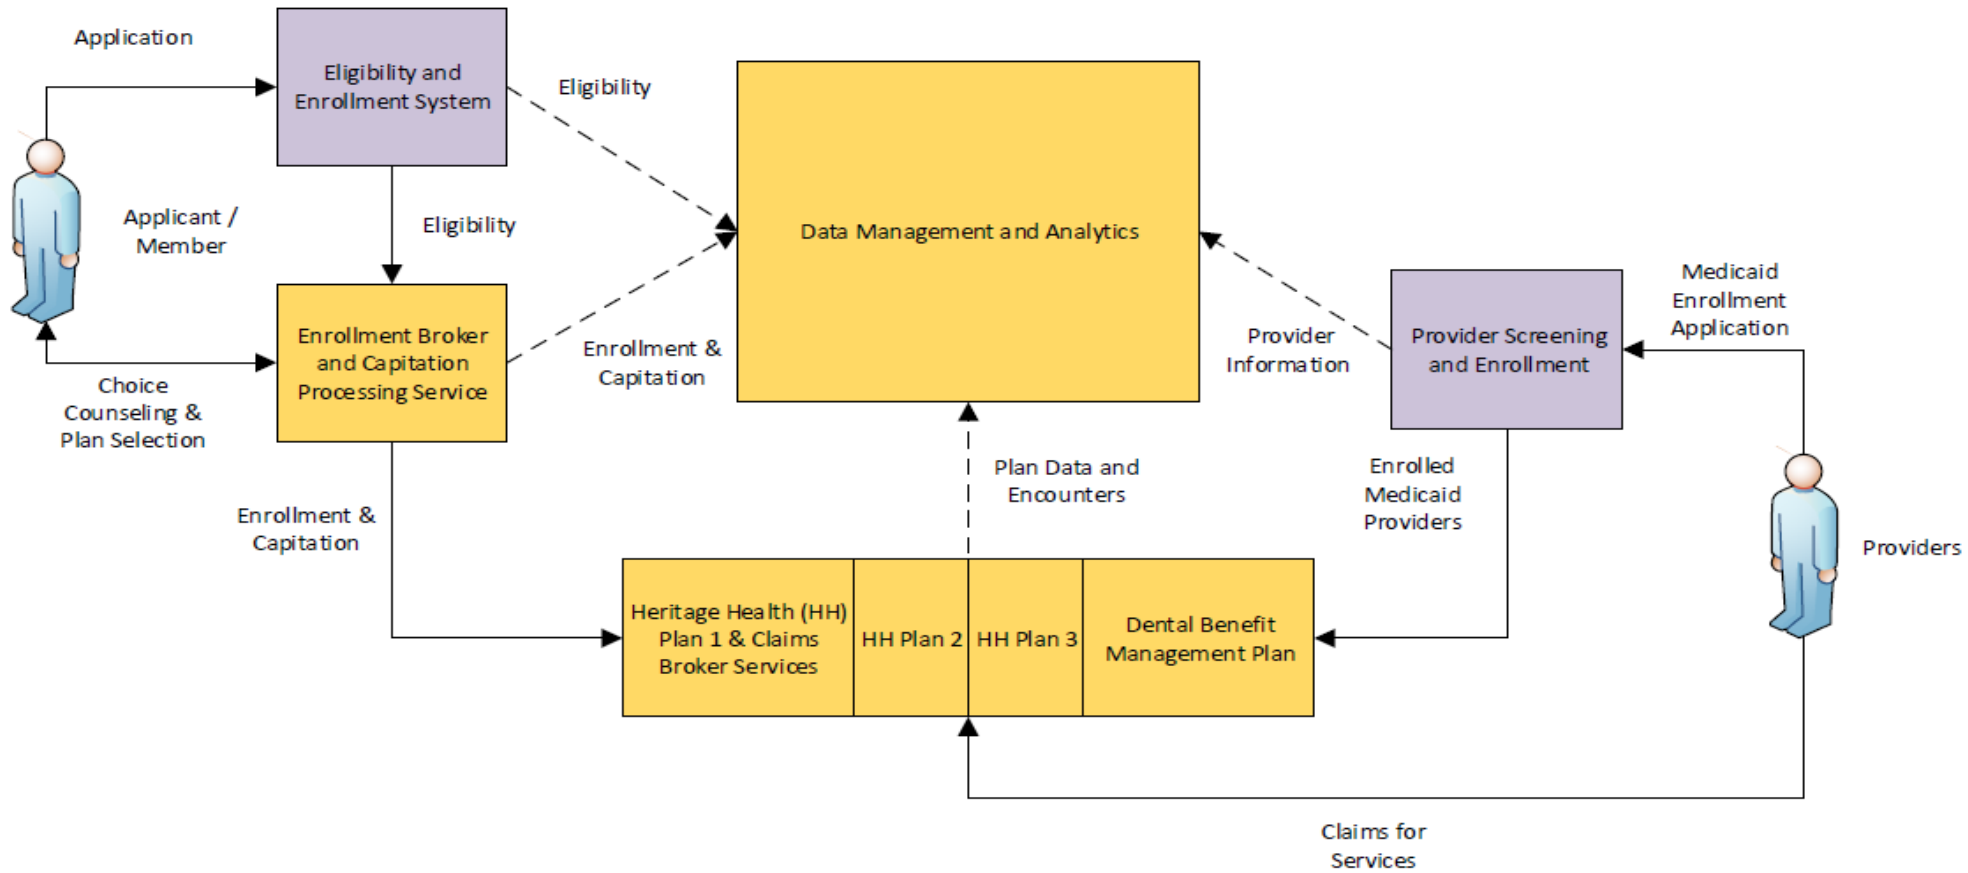 Application
Eligibility and
Enrollment System
Eligibility
Applicant /
Member
Eligibility
Data Management and Analytics
Enrollment Broker
and Capitation
Processing Service
Enrollment &
Capitation
Choice
Counseling &
Plan Selection
Provider
Information
Provider Screening
and Enrollment
Medicaid
Enrollment
Application
Enrollment &
Capitation
Plan Data and
Encounters
Enrolled
Medicaid
Providers
Providers
Heritage Health (HH)
Plan 1 & Claims
Broker Services
HH Plan 2
HH Plan 3
Dental Benefit
Management Plan
Claims for
Services